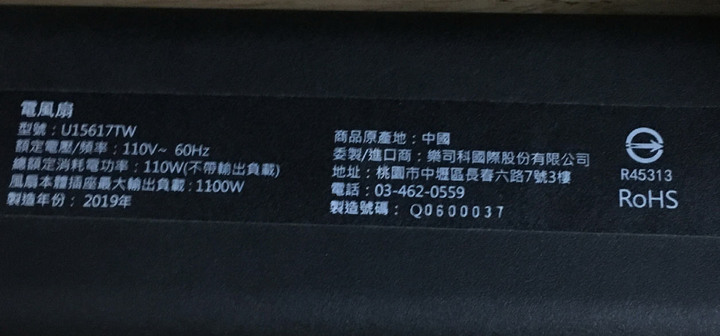 電風扇
型號：U15617TW
額定電壓/頻率：110V~ 60Hz
總額定消耗電功率：110W(不帶輸出負載)
風扇本體插座最大輸出負載：1100W
製造年份：2019年
商品原產地：中國
委製/進口商：樂司科國際股份有限公司
地址：桃園市中壢區長春六路7號3樓
電話：03-462-0559
製造號碼：Q0600037
R45313
RoHS